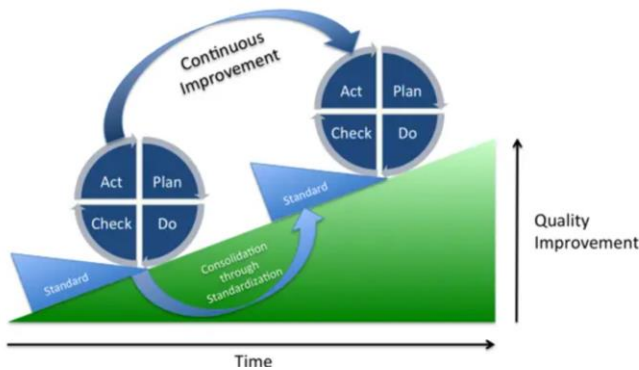 Continuous
Improvement
Act
Plan
Check
Do
Standard
Act
Plan
Check
Do
Standard
Consolidation
through
Standardization
Quality
Improvement
Time